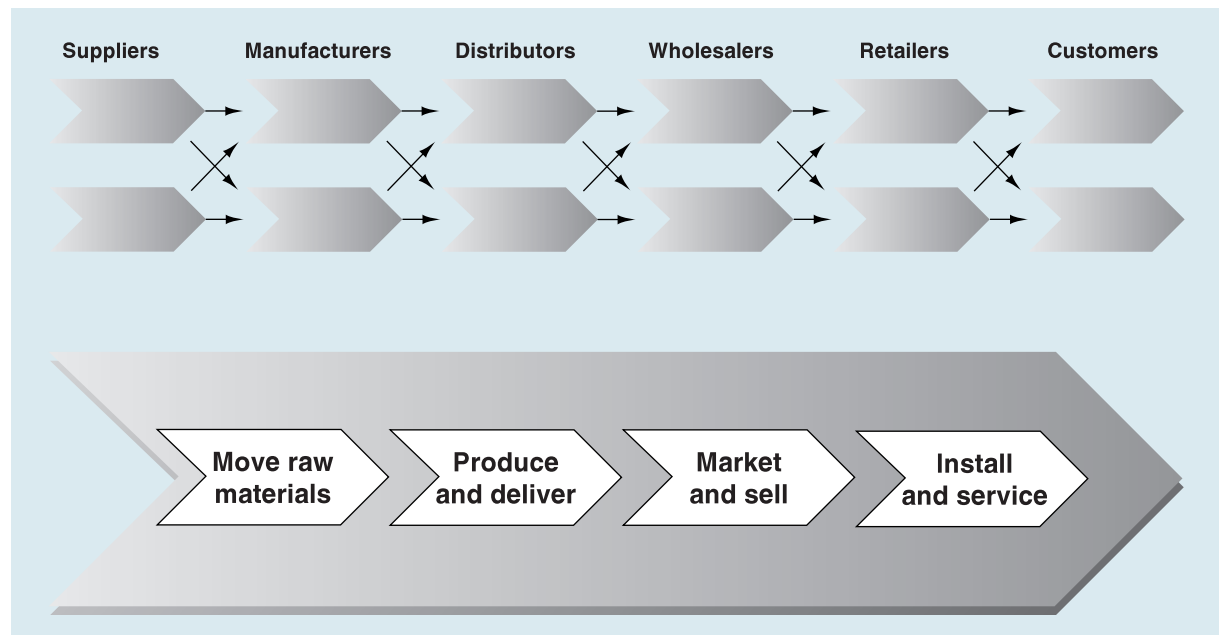 Suppliers
Manufacturers
Distributors
Wholesalers
Retailers
Customers
Move raw
materials
Produce
and deliver
Market
and sell
Install
and service